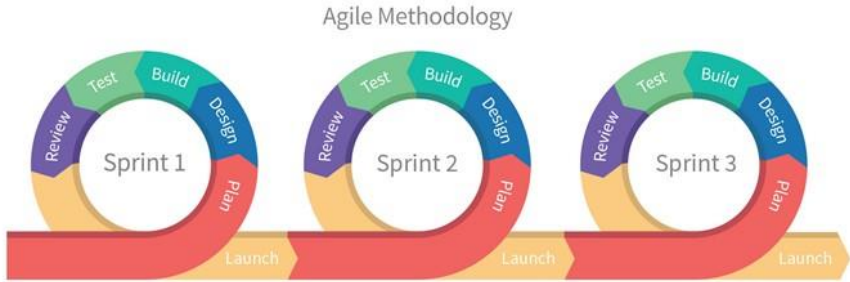 Agile Methodology
Test
Build
Review
Design
Sprint 1
Plan
Launch
Test
Build
Review
Design
Sprint 2
Plan
Launch
Test
Build
Review
Design
Sprint 3
Plan
Launch